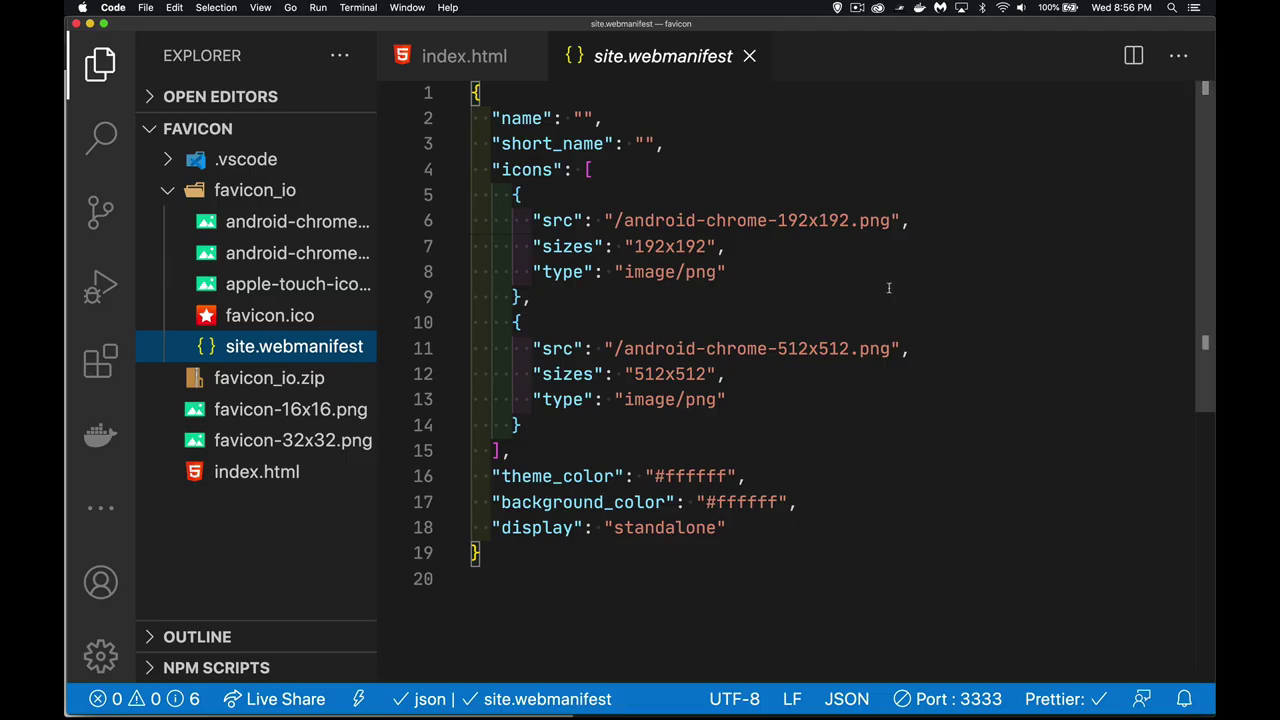 Code File Edit Selection View Go Run Terminal Window Help 100% Wed 8:56 PM
site.webmanifest — favicon
EXPLORER
OPEN EDITORS
FAVICON
.vscode
favicon_io
android-chrome...
android-chrome...
apple-touch-ico...
favicon.ico
site.webmanifest
favicon_io.zip
favicon-16x16.png
favicon-32x32.png
index.html
OUTLINE
NPM SCRIPTS
index.html site.webmanifest
1 {
2 "name": "",
3 "short_name": "",
4 "icons": [
5 {
6 "src": "/android-chrome-192x192.png",
7 "sizes": "192x192",
8 "type": "image/png"
9 },
10 {
11 "src": "/android-chrome-512x512.png",
12 "sizes": "512x512",
13 "type": "image/png"
14 }
15 ],
16 "theme_color": "#ffffff",
17 "background_color": "#ffffff",
18 "display": "standalone"
19 }
20
0 0 6 Live Share json | site.webmanifest UTF-8 LF JSON Port : 3333 Prettier: